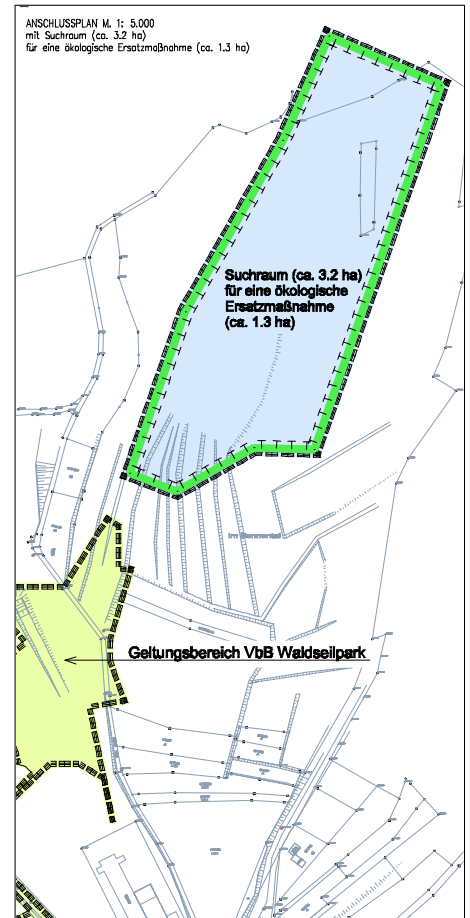 ANSCHLUSSPLAN M. 1: 5.000
mit Suchraum (ca. 3.2 ha)
für eine ökologische Ersatzmaßnahme (ca. 1.3 ha)
Suchraum (ca. 3.2 ha)
für eine ökologische
Ersatzmaßnahme
(ca. 1.3 ha)
Geltungsbereich VbB Waldseilpark